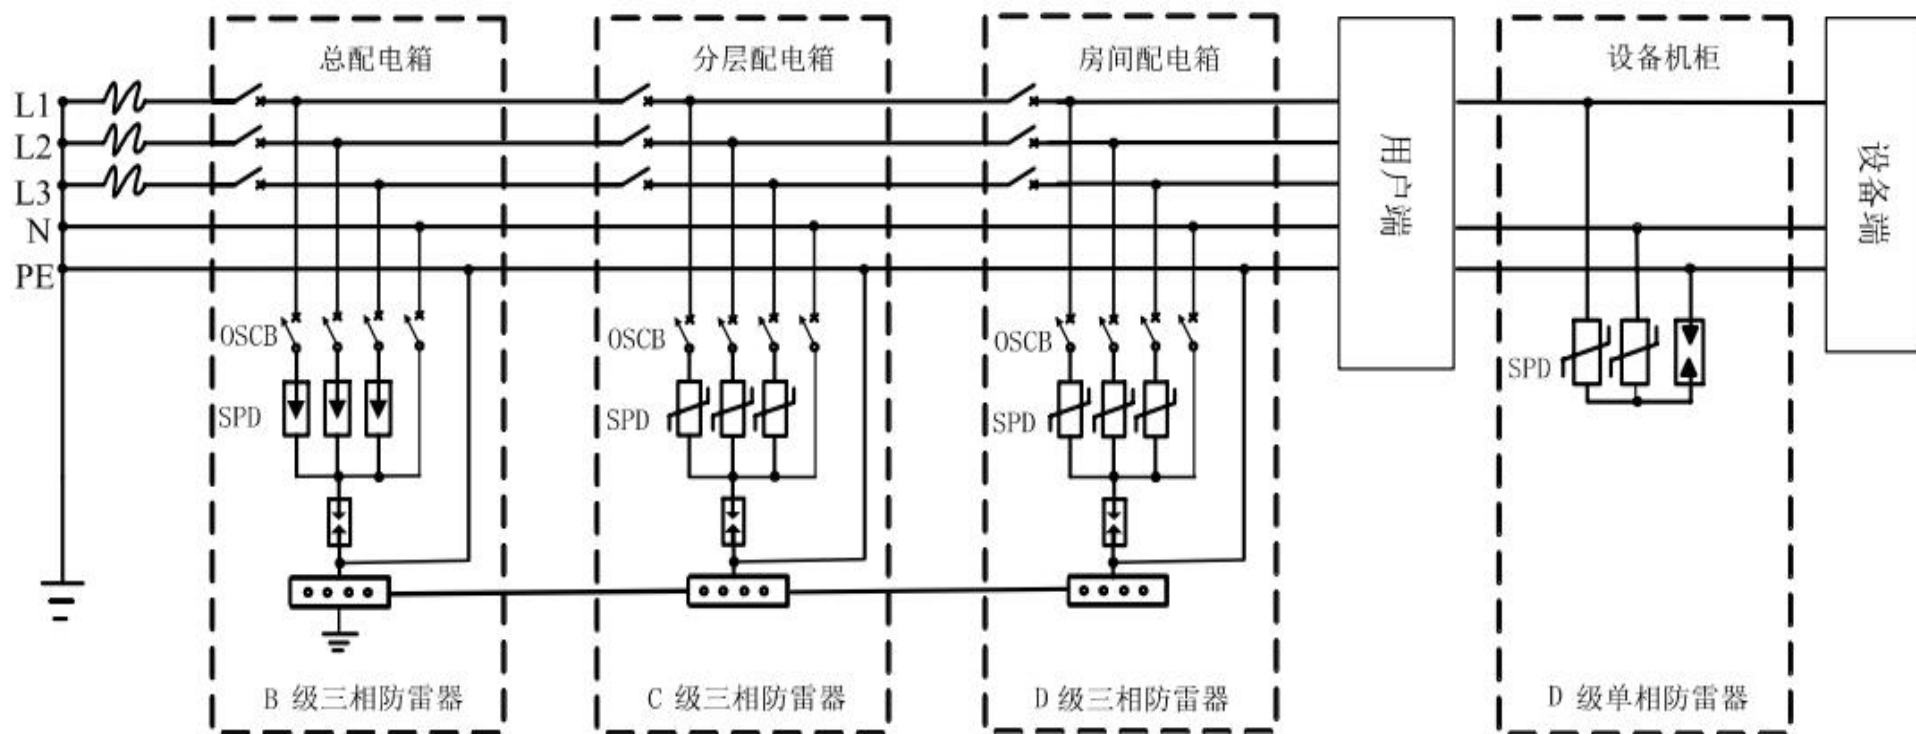 总配电箱
分层配电箱
房间配电箱
设备机柜
L1
L2
L3
N
PE
用户端
设备端
OSCB
OSCB
OSCB
SPD
SPD
SPD
SPD
B 级三相防雷器
C 级三相防雷器
D 级三相防雷器
D 级单相防雷器